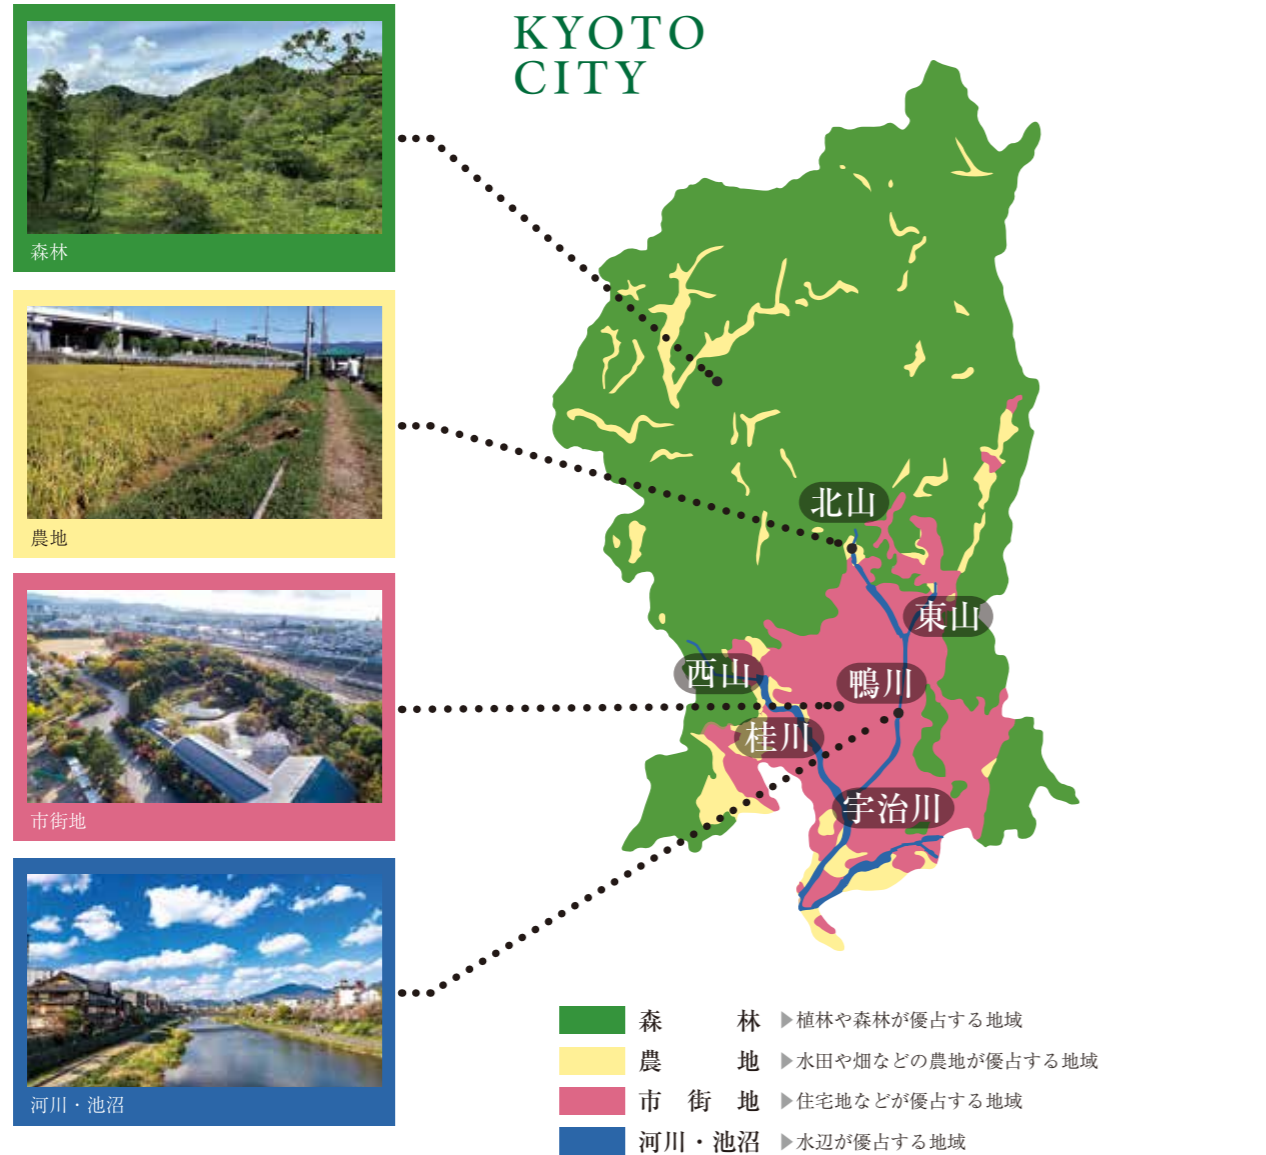 KYOTO
CITY
森林
農地
市街地
河川・池沼
北山
東山
西山
鴨川
桂川
宇治川
森林 ▶植林や森林が優占する地域
農地 ▶水田や畑などの農地が優占する地域
市街地 ▶住宅地などが優占する地域
河川・池沼 ▶水辺が優占する地域